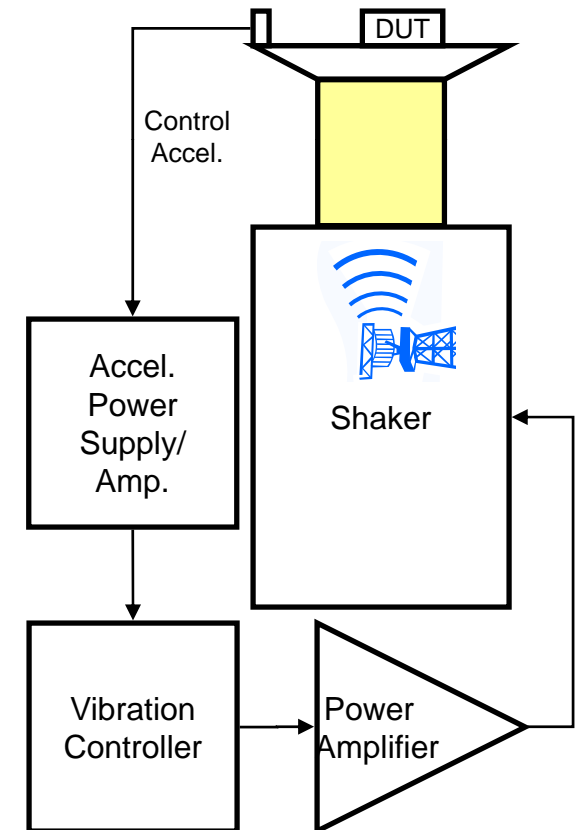 DUT
Control
Accel.
Accel.
Power
Supply/
Amp.
Shaker
Vibration
Controller
Power
Amplifier